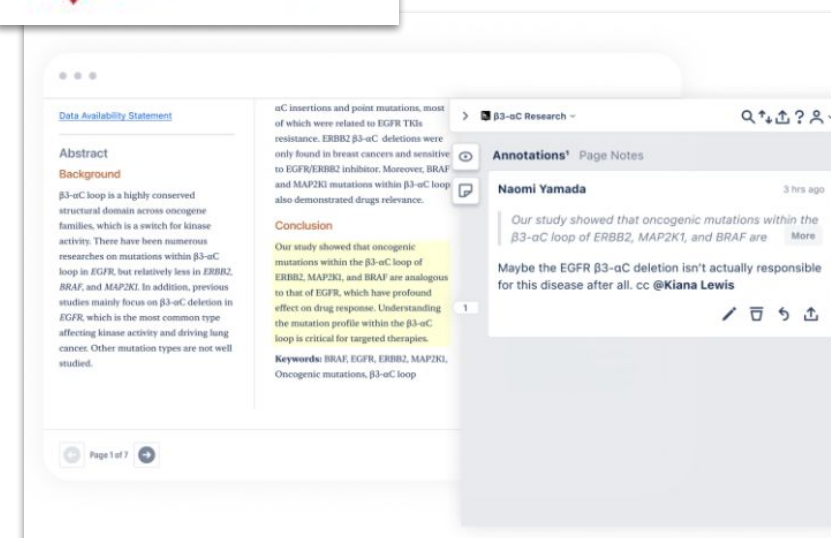 Data Availability Statement
Abstract
Background
β3-αC loop is a highly conserved
structural domain across oncogene
families, which is a switch for kinase
activity. There have been numerous
researches on mutations within β3-αC
loop in EGFR, but relatively less in ERBB2,
BRAF, and MAP2K1. In addition, previous
studies mainly focus on β3-αC deletion in
EGFR, which is the most common type
affecting kinase activity and driving lung
cancer. Other mutation types are not well
studied.
αC insertions and point mutations, most
of which were related to EGFR TKIs
resistance. ERBB2 β3-αC deletions were
only found in breast cancers and sensitive
to EGFR/ERBB2 inhibitor. Moreover, BRAF
and MAP2K1 mutations within β3-αC loop
also demonstrated drugs relevance.
Conclusion
Our study showed that oncogenic
mutations within the β3-αC loop of
ERBB2, MAP2K1, and BRAF are analogous
to that of EGFR, which have profound
effect on drug response. Understanding
the mutation profile within the β3-αC
loop is critical for targeted therapies.
Keywords: BRAF, EGFR, ERBB2, MAP2K1,
Oncogenic mutations, β3-αC loop
Page 1 of 7
β3-αC Research
Annotations¹ Page Notes
Naomi Yamada 3 hrs ago
Our study showed that oncogenic mutations within the
β3-αC loop of ERBB2, MAP2K1, and BRAF are More
Maybe the EGFR β3-αC deletion isn't actually responsible
for this disease after all. cc @Kiana Lewis
1